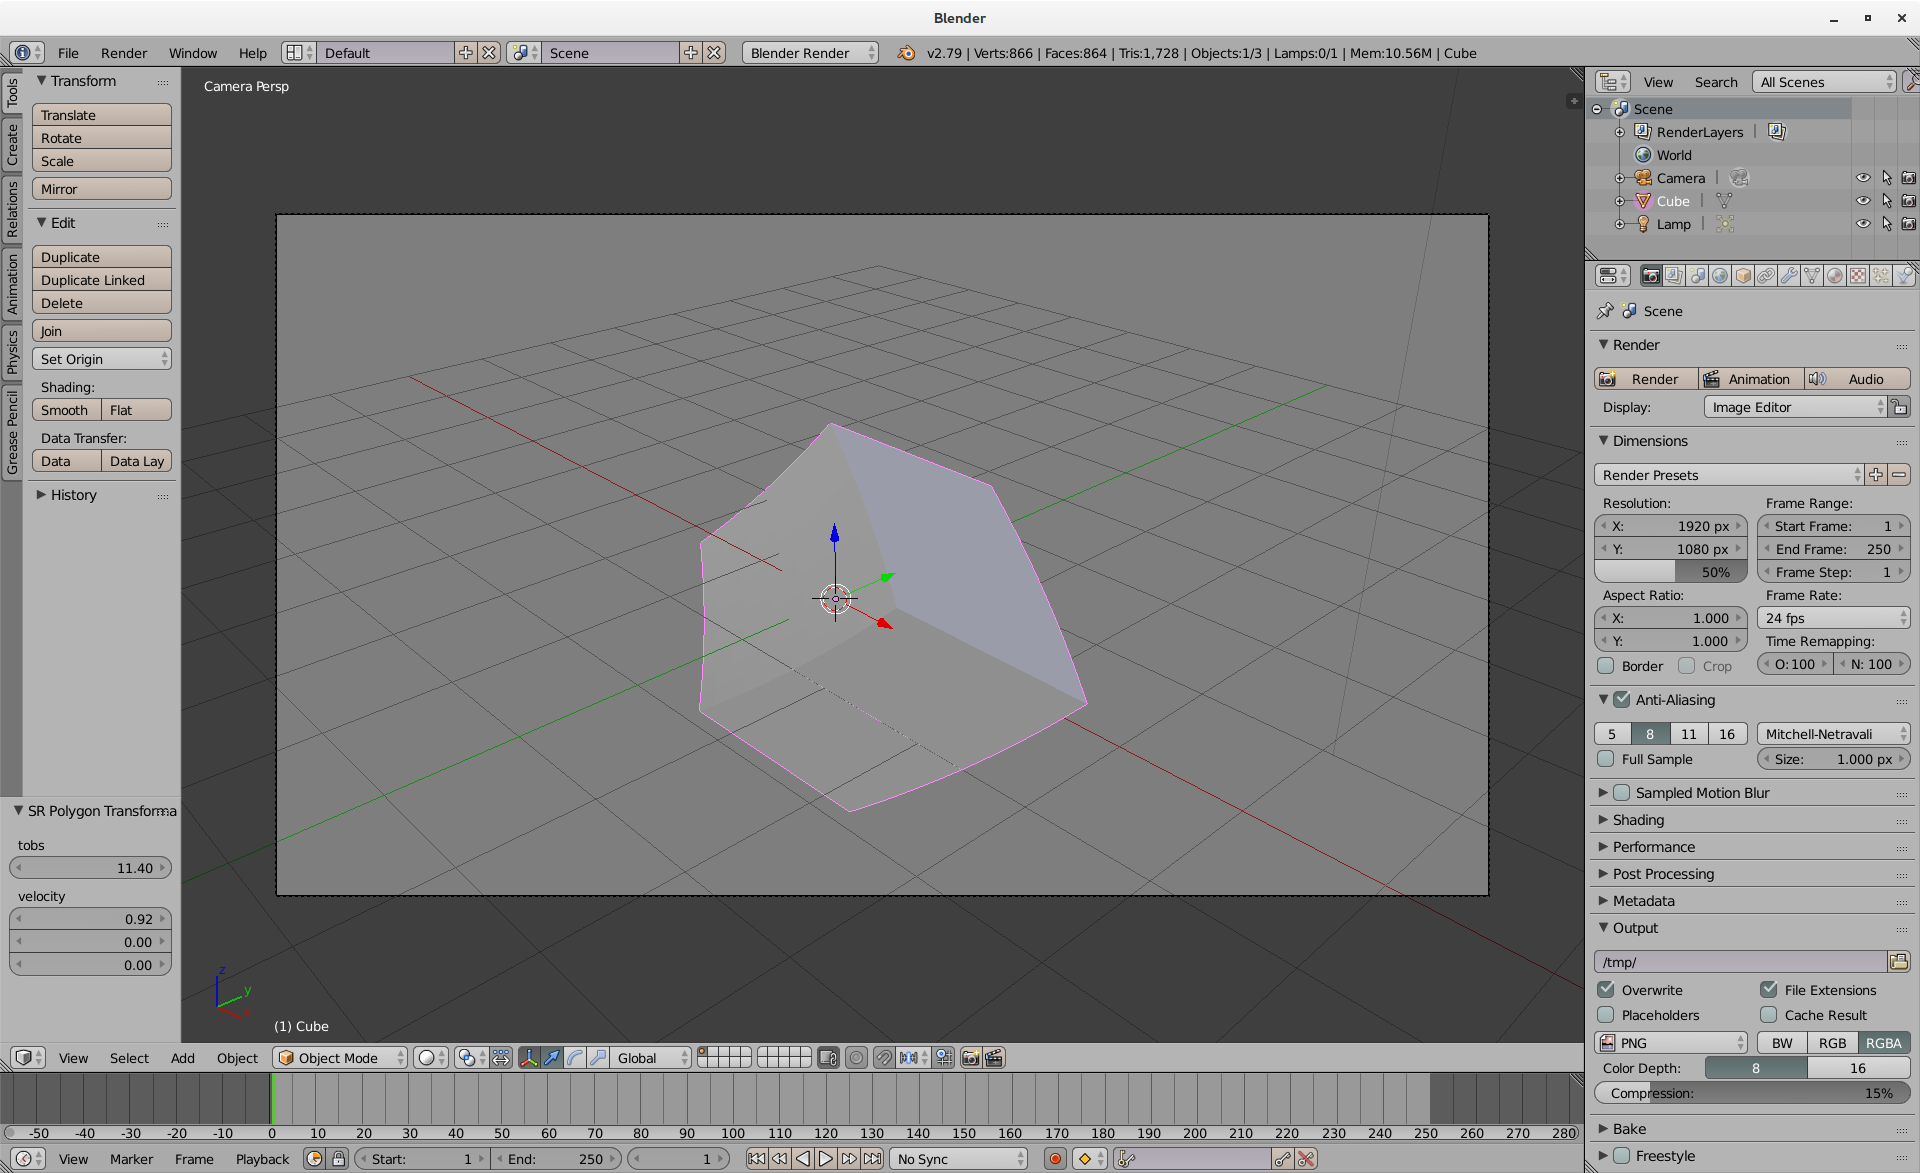 Blender
File Render Window Help Default Scene Blender Render v2.79 | Verts:866 | Faces:864 | Tris:1,728 | Objects:1/3 | Lamps:0/1 | Mem:10.56M | Cube
Tools
Create
Relations
Animation
Physics
Grease Pencil
Transform
Translate
Rotate
Scale
Mirror
Edit
Duplicate
Duplicate Linked
Delete
Join
Set Origin
Shading:
Smooth Flat
Data Transfer:
Data Data Lay
History
SR Polygon Transforma
tobs
11.40
velocity
0.92
0.00
0.00
Camera Persp
z
y
x
(1) Cube
View Select Add Object Object Mode Global
-50 -40 -30 -20 -10 0 10 20 30 40 50 60 70 80 90 100 110 120 130 140 150 160 170 180 190 200 210 220 230 240 250 260 270 280
View Marker Frame Playback Start: 1 End: 250 1 No Sync
View Search All Scenes
Scene
RenderLayers |
World
Camera |
Cube |
Lamp |
Scene
Render
Render Animation Audio
Display: Image Editor
Dimensions
Render Presets
Resolution: Frame Range:
X: 1920 px Start Frame: 1
Y: 1080 px End Frame: 250
50% Frame Step: 1
Aspect Ratio: Frame Rate:
X: 1.000 24 fps
Y: 1.000 Time Remapping:
Border Crop O: 100 N: 100
Anti-Aliasing
5 8 11 16 Mitchell-Netravali
Full Sample Size: 1.000 px
Sampled Motion Blur
Shading
Performance
Post Processing
Metadata
Output
/tmp/
Overwrite File Extensions
Placeholders Cache Result
PNG BW RGB RGBA
Color Depth: 8 16
Compression: 15%
Bake
Freestyle